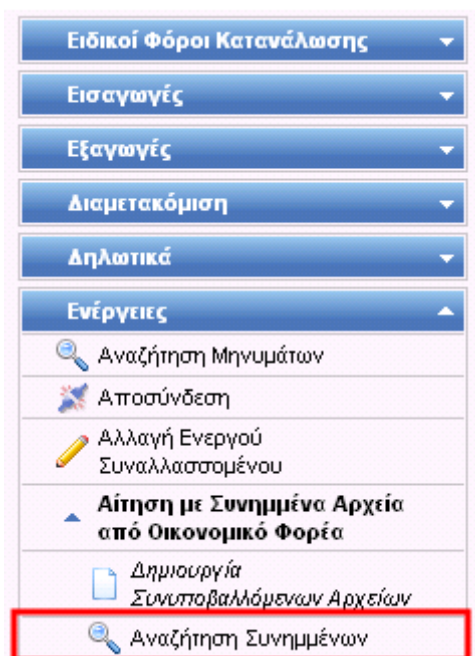 Ειδικοί Φόροι Κατανάλωσης
Εισαγωγές
Εξαγωγές
Διαμετακόμιση
Δηλωτικά
Ενέργειες
Αναζήτηση Μηνυμάτων
Αποσύνδεση
Αλλαγή Ενεργού
Συναλλασσομένου
Αίτηση με Συνημμένα Αρχεία
από Οικονομικό Φορέα
Δημιουργία
Συνυποβαλλόμενων Αρχείων
Αναζήτηση Συνημμένων